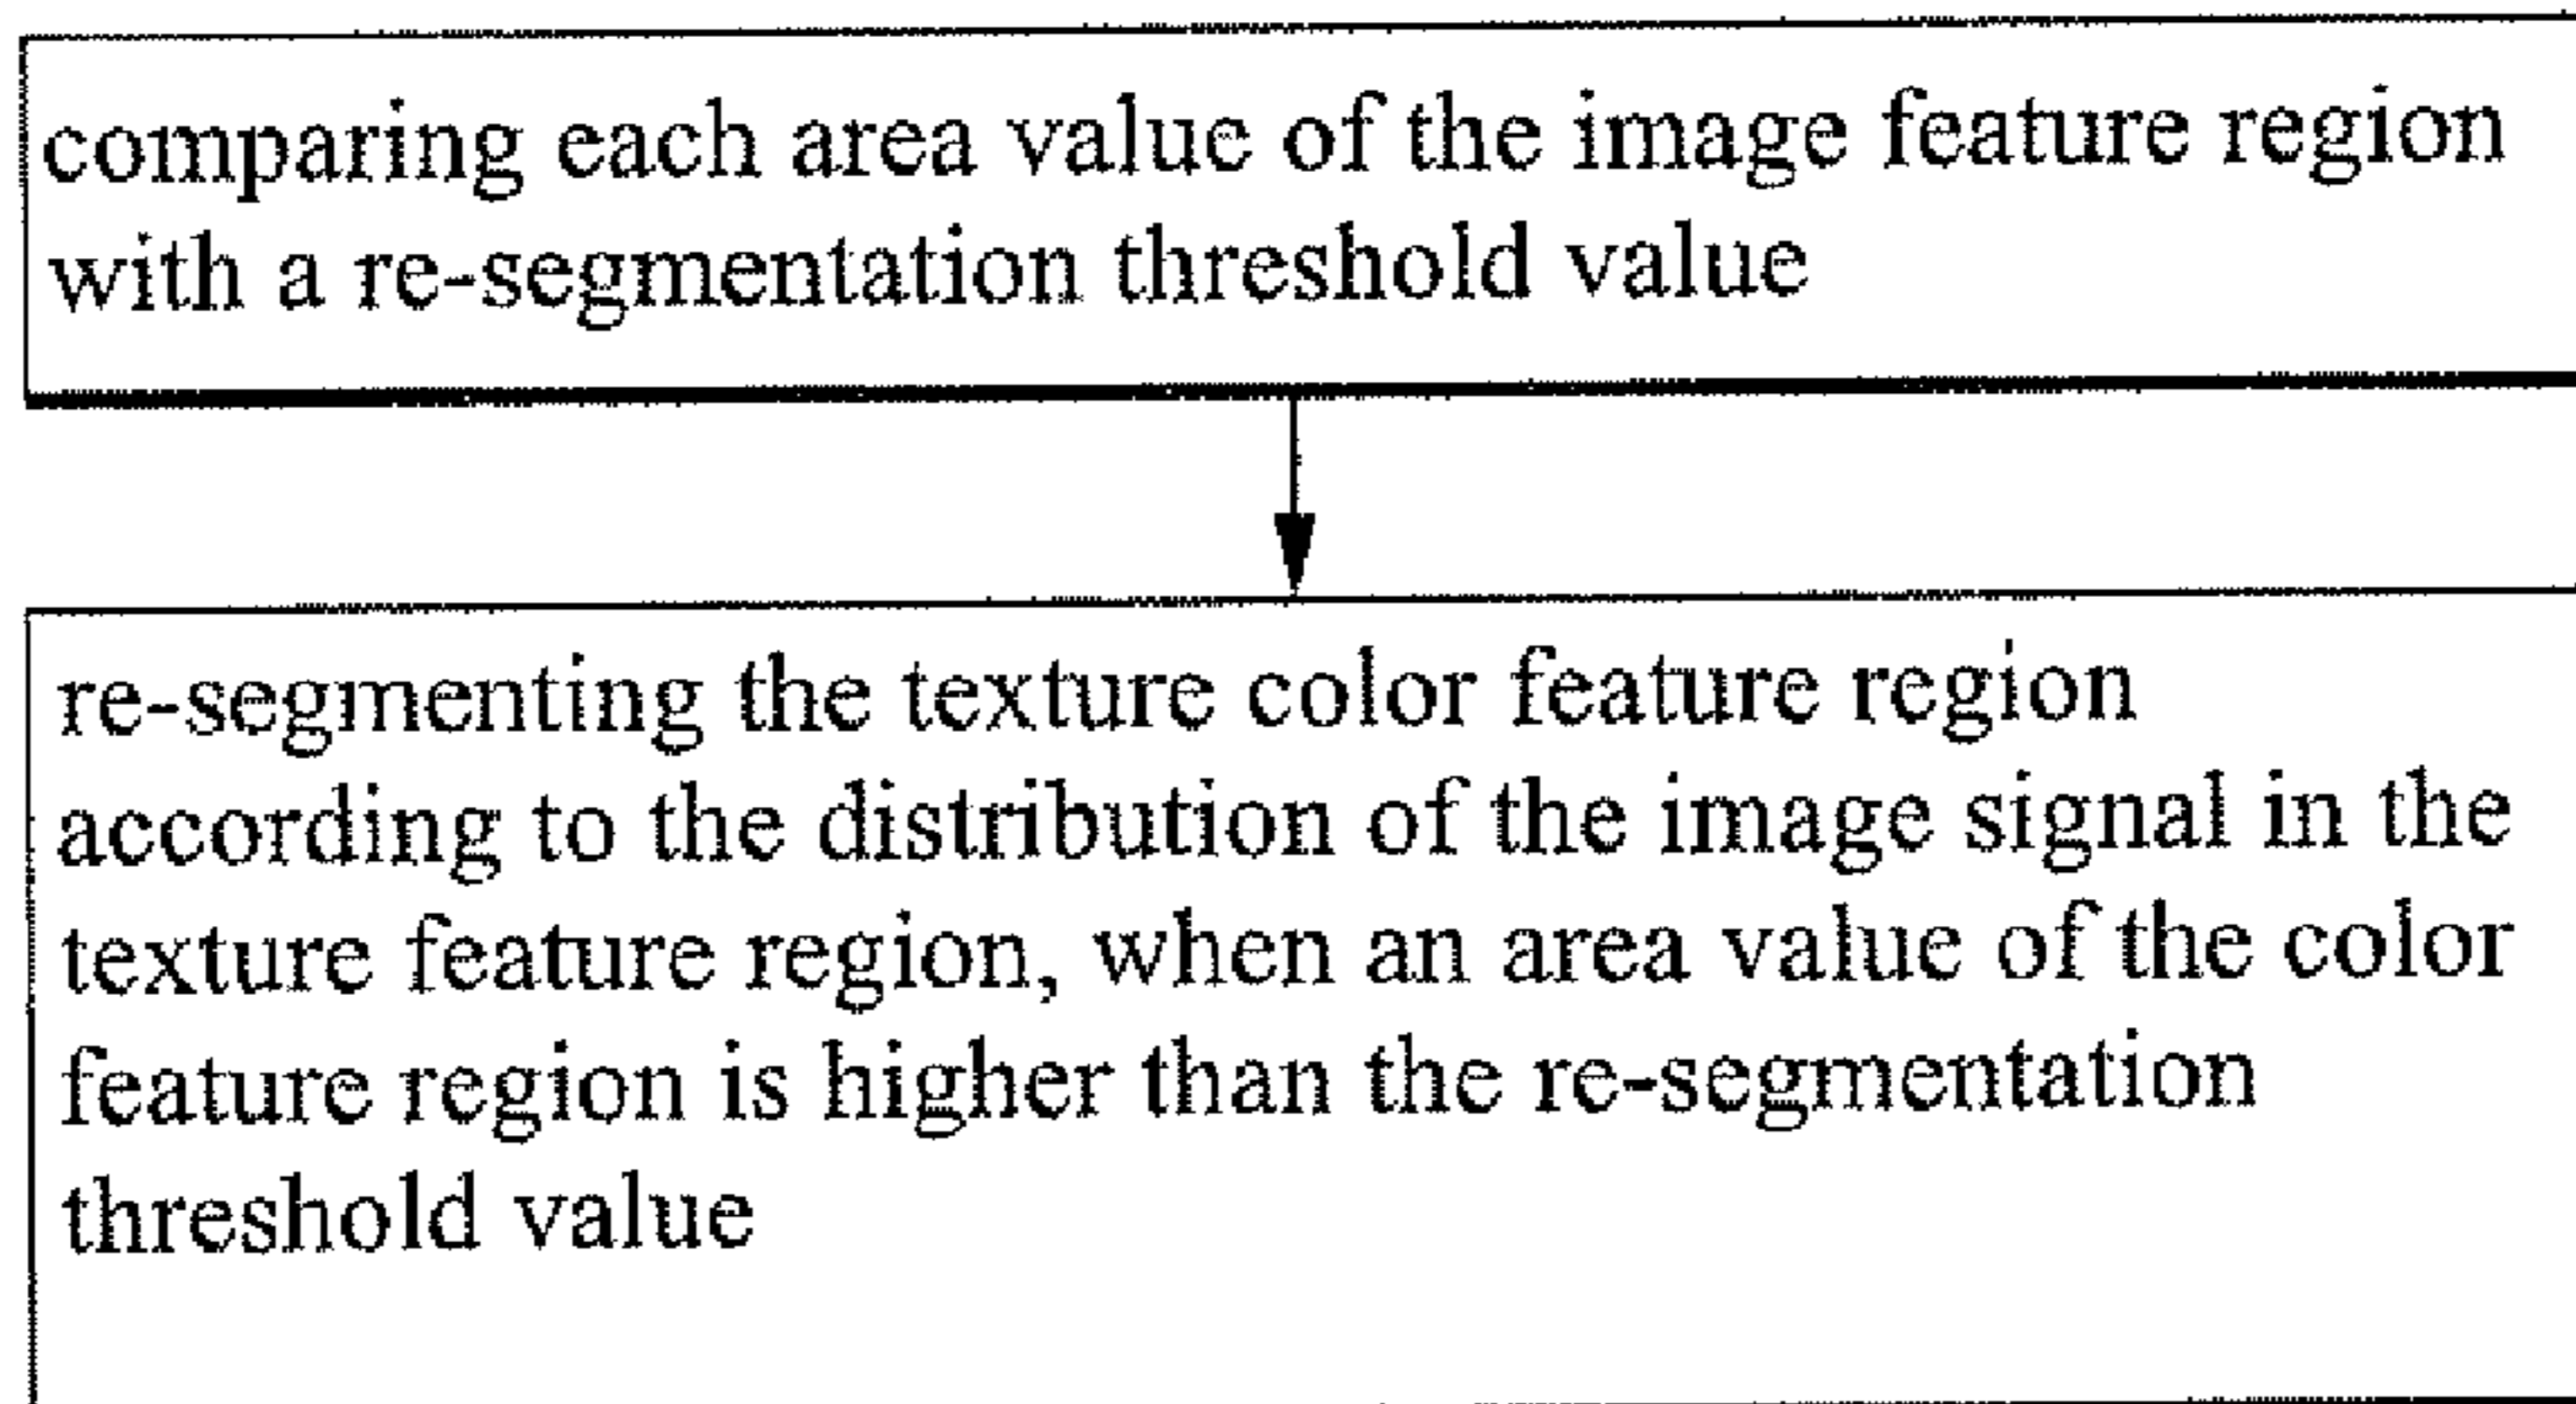 comparing each area value of the image feature region
with a re-segmentation threshold value
re-segmenting the texture color feature region
according to the distribution of the image signal in the
texture feature region, when an area value of the color
feature region is higher than the re-segmentation
threshold value